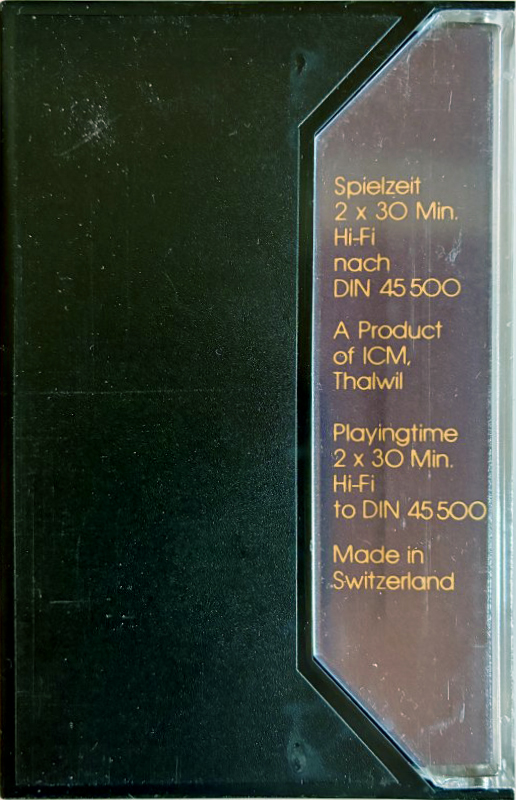 Spielzeit
2 x 30 Min.
Hi-Fi
nach
DIN 45 500
A Product
of ICM,
Thalwil
Playingtime
2 x 30 Min.
Hi-Fi
to DIN 45 500
Made in
Switzerland